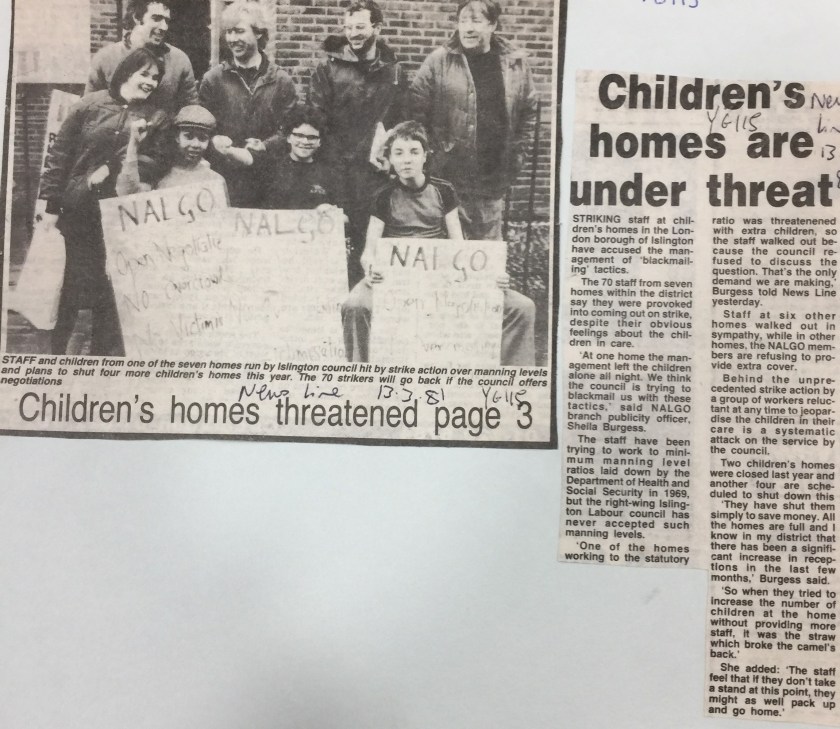 NALGO
Open Negotiate
No
Victim
NALGO
NALGO
Open
STAFF and children from one of the seven homes run by Islington council hit by strike action over manning levels
and plans to shut four more children's homes this year. The 70 strikers will go back if the council offers
negotiations
News Line 13.3.81 YG115
Children's homes threatened page 3
Children's
homes are
under threat
YG115
13
STRIKING staff at chil-
dren's homes in the Lon-
don borough of Islington
have accused the man-
agement of 'blackmail-
ing' tactics.
The 70 staff from seven
homes within the district
say they were provoked
into coming out on strike,
despite their obvious
feelings about the chil-
dren in care.
'At one home the man-
agement left the children
alone all night. We think
the council is trying to
blackmail us with these
tactics,' said NALGO
branch publicity officer,
Sheila Burgess.
The staff have been
trying to work to mini-
mum manning level
ratios laid down by the
Department of Health and
Social Security in 1969,
but the right-wing Isling-
ton Labour council has
never accepted such
manning levels.
'One of the homes
working to the statutory
ratio was threatenened
with extra children, so
the staff walked out be-
cause the council re-
fused to discuss the
question. That's the only
demand we are making,'
Burgess told News Line
yesterday.
Staff at six other
homes walked out in
sympathy, while in other
homes, the NALGO mem-
bers are refusing to pro-
vide extra cover.
Behind the unpre-
cedented strike action by
a group of workers reluc-
tant at any time to jeopar-
dise the children in their
care is a systematic
attack on the service by
the council.
Two children's homes
were closed last year and
another four are sche-
duled to shut down this
'They have shut them
simply to save money. All
the homes are full and I
know in my district that
there has been a signifi-
cant increase in recep-
tions in the last few
months,' Burgess said.
'So when they tried to
increase the number of
children at the home
without providing more
staff, it was the straw
which broke the camel's
back.'
She added: 'The staff
feel that if they don't take
a stand at this point, they
might as well pack up
and go home.'